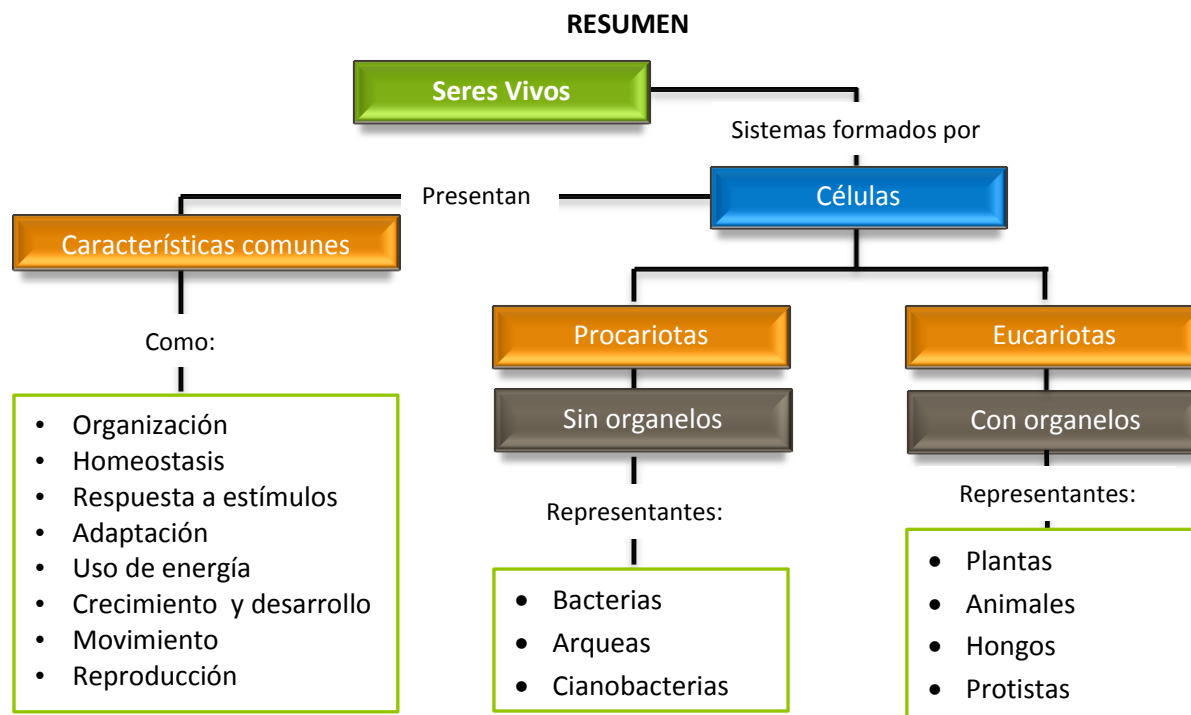 RESUMEN
Seres Vivos
Sistemas formados por
Presentan
Células
Características comunes
Como:
• Organización
• Homeostasis
• Respuesta a estímulos
• Adaptación
• Uso de energía
• Crecimiento y desarrollo
• Movimiento
• Reproducción
Procariotas
Sin organelos
Representantes:
• Bacterias
• Arqueas
• Cianobacterias
Eucariotas
Con organelos
Representantes:
• Plantas
• Animales
• Hongos
• Protistas